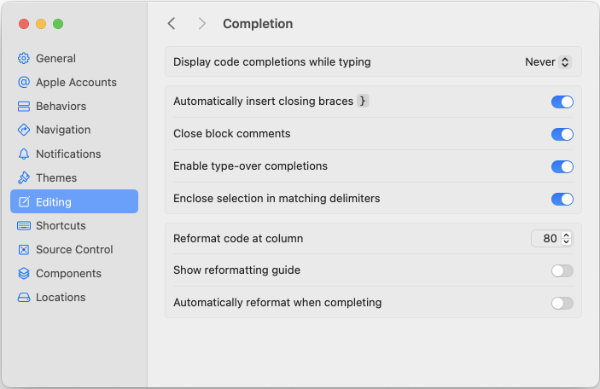 Completion
General
Apple Accounts
Behaviors
Navigation
Notifications
Themes
Editing
Shortcuts
Source Control
Components
Locations
Display code completions while typing Never
Automatically insert closing braces }
Close block comments
Enable type-over completions
Enclose selection in matching delimiters
Reformat code at column 80
Show reformatting guide
Automatically reformat when completing